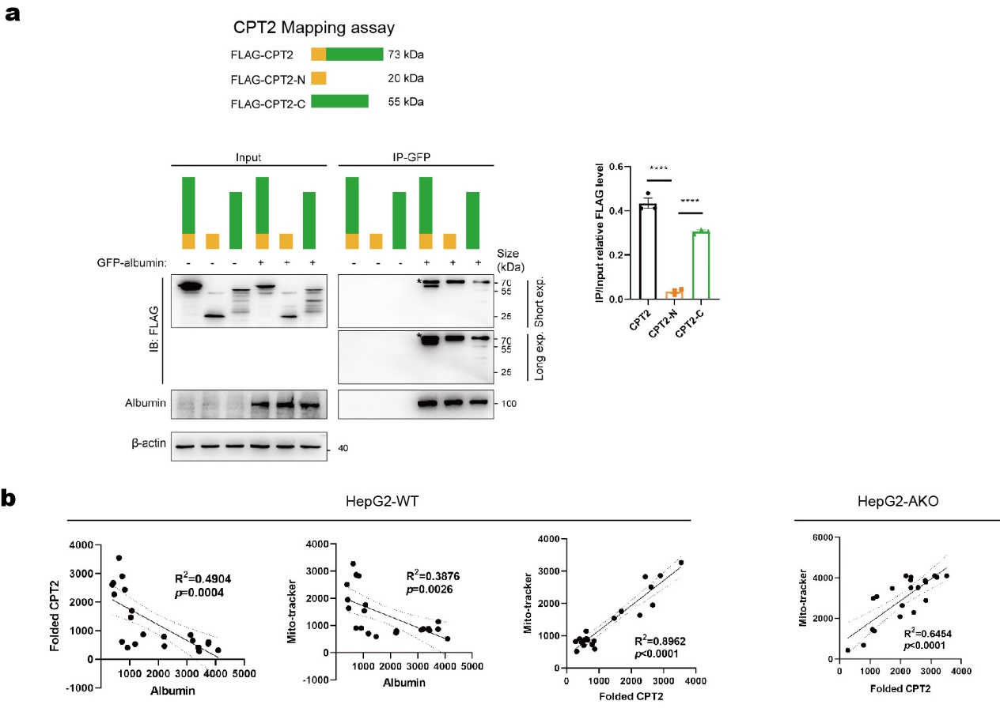 a
CPT2 Mapping assay
FLAG-CPT2 73 kDa
FLAG-CPT2-N 20 kDa
FLAG-CPT2-C 55 kDa
Input IP-GFP
GFP-albumin: - - - + + + - - - + + +
Size
(kDa)
IB: FLAG
*
70
55
25
Short exp.
*
70
55
25
Long exp.
Albumin
100
β-actin
40
IP/Input relative FLAG level
0.6
0.4
0.2
0.0
****
****
CPT2
CPT2-N
CPT2-C
b
HepG2-WT
HepG2-AKO
Folded CPT2
4000
3000
2000
1000
0
-1000
R²=0.4904
p=0.0004
1000 2000 3000 4000 5000
Albumin
Mito-tracker
4000
3000
2000
1000
0
-1000
R²=0.3876
p=0.0026
1000 2000 3000 4000 5000
Albumin
Mito-tracker
4000
3000
2000
1000
0
R²=0.8962
p<0.0001
0 1000 2000 3000 4000
Folded CPT2
Mito-tracker
6000
4000
2000
0
R²=0.6454
p<0.0001
0 1000 2000 3000 4000
Folded CPT2